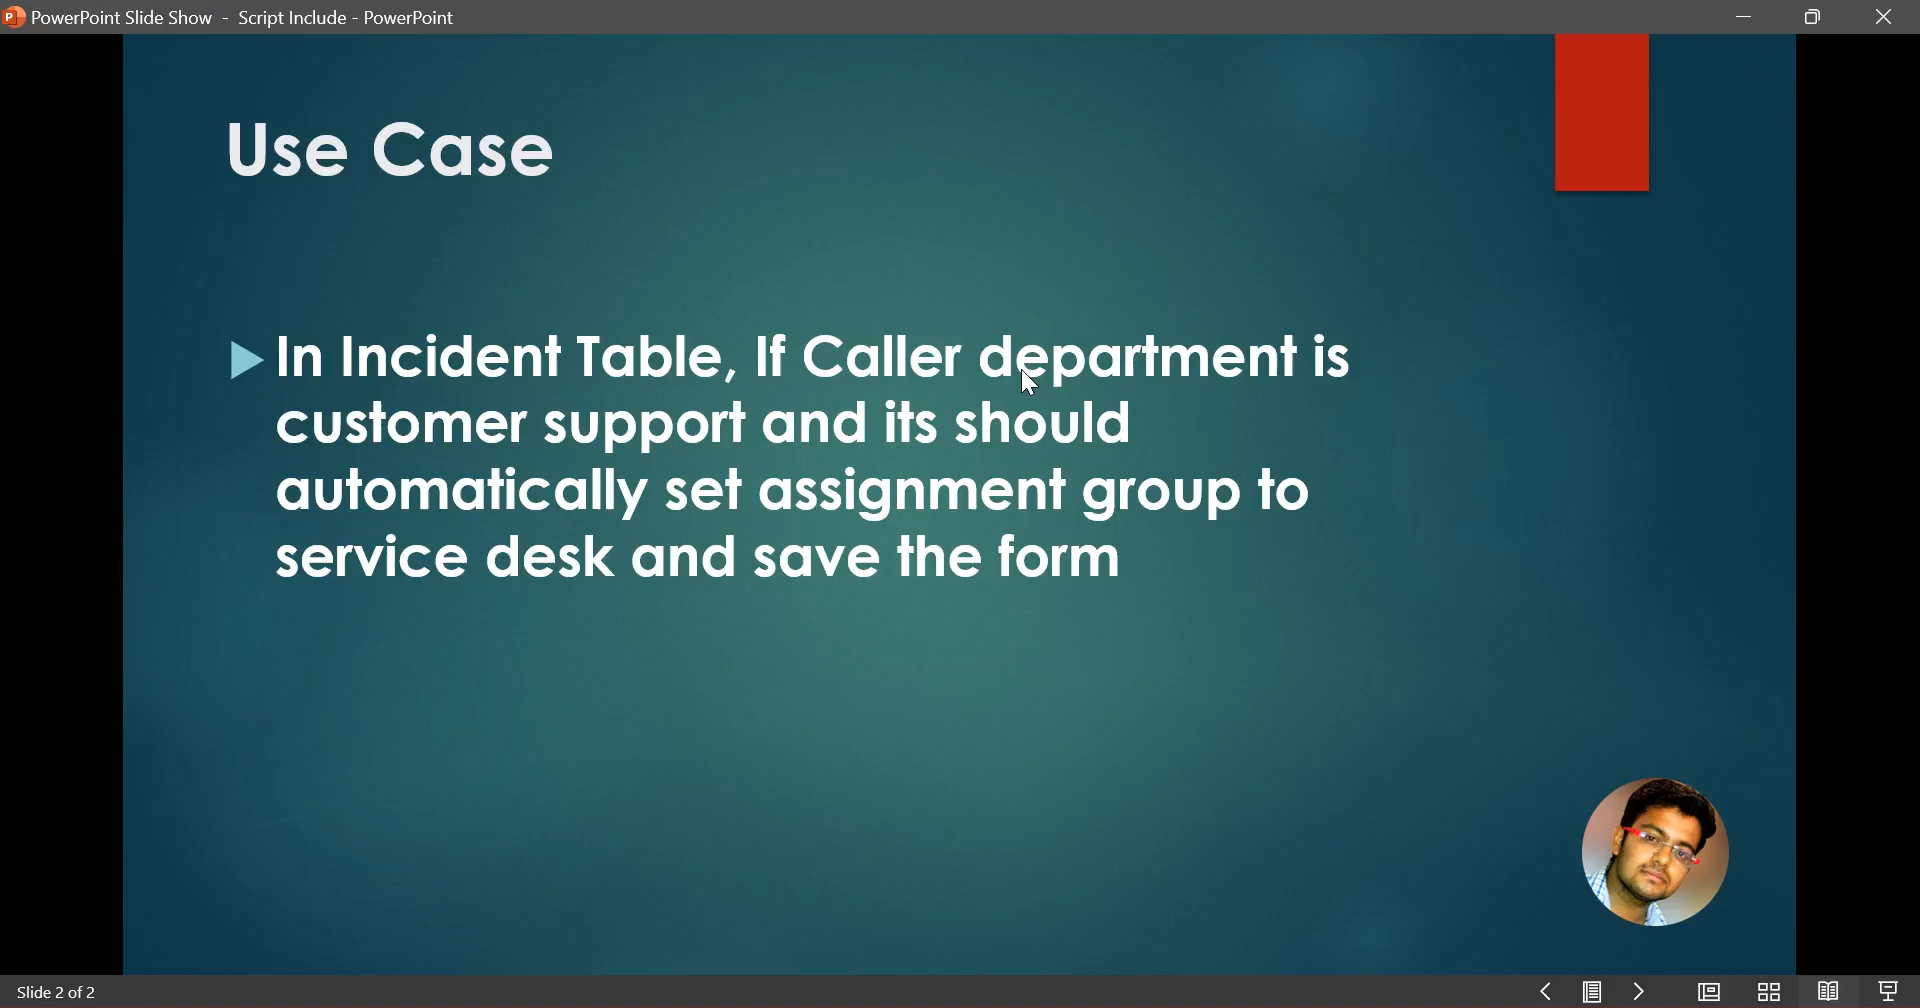 PowerPoint Slide Show - Script Include - PowerPoint
Use Case
In Incident Table, If Caller department is
customer support and its should
automatically set assignment group to
service desk and save the form
Slide 2 of 2